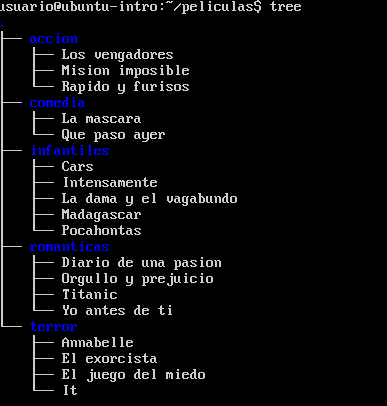 usuario@ubuntu-intro:~/peliculas$ tree
.
├── accion
│   ├── Los vengadores
│   ├── Mision imposible
│   └── Rapido y furisos
├── comedia
│   ├── La mascara
│   └── Que paso ayer
├── infantiles
│   ├── Cars
│   ├── Intensamente
│   ├── La dama y el vagabundo
│   ├── Madagascar
│   └── Pocahontas
├── romanticas
│   ├── Diario de una pasion
│   ├── Orgullo y prejuicio
│   ├── Titanic
│   └── Yo antes de ti
└── terror
    ├── Annabelle
    ├── El exorcista
    ├── El juego del miedo
    └── It